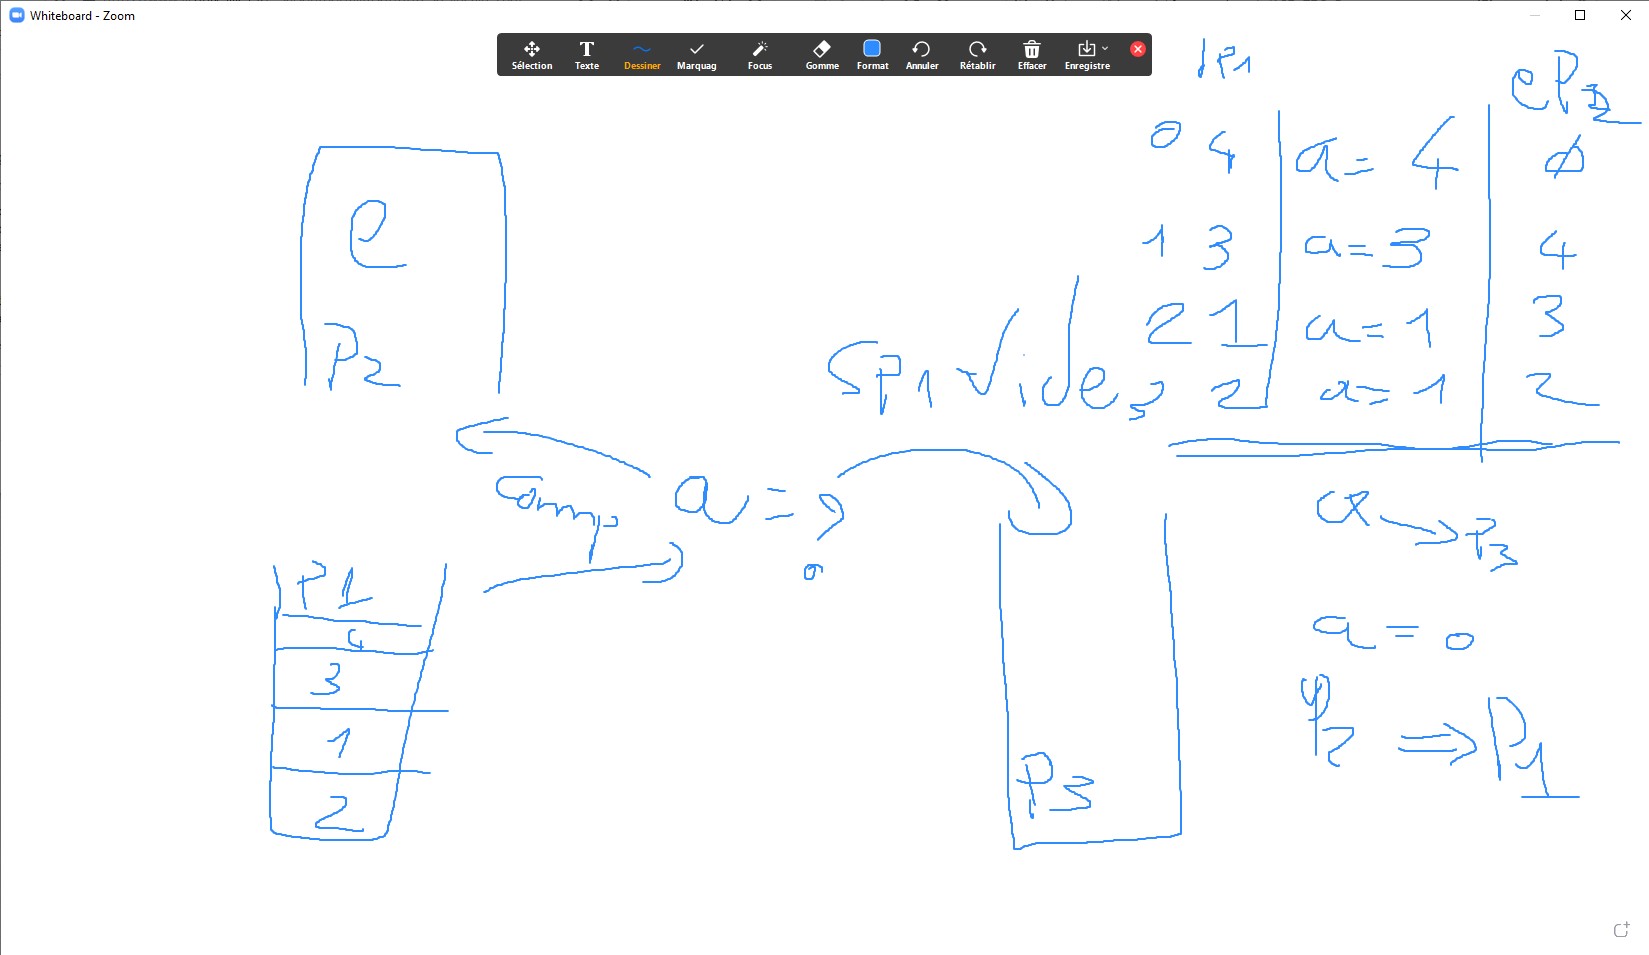 Whiteboard - Zoom
Sélection Texte Dessiner Marquag Focus Gomme Format Annuler Rétablir Effacer Enregistre
P1
eP2
0 4 a = 4 ∅
1 3 a = 3 4
2 1 a = 1 3
3 2 a = 1 2
e
P2
SP1 Vide
Comp
a = ?
0
a → P3
a = 0
P2 ⇒ P1
P1
4
3
1
2
P3